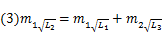 (3)m₁√L₂ = m₁√L₁ + m₂√L₃